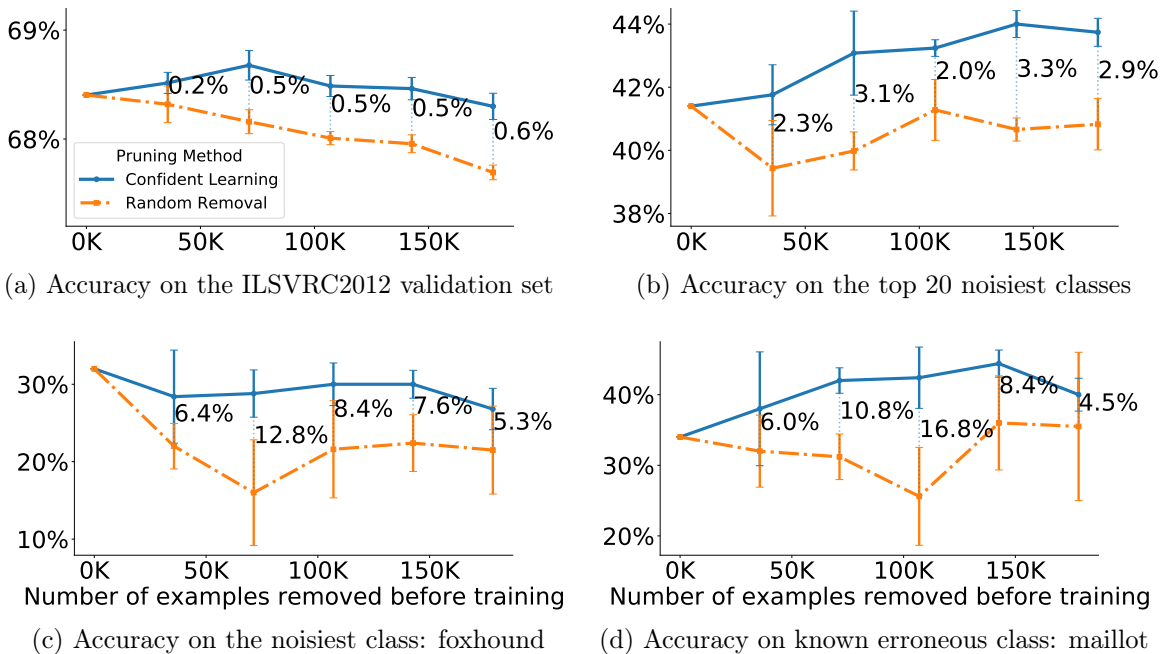 69%
68%
0.2%
0.5%
0.5%
0.5%
0.6%
Pruning Method
Confident Learning
Random Removal
0K 50K 100K 150K
(a) Accuracy on the ILSVRC2012 validation set
44%
42%
40%
38%
2.3%
3.1%
2.0%
3.3%
2.9%
0K 50K 100K 150K
(b) Accuracy on the top 20 noisiest classes
30%
20%
10%
6.4%
12.8%
8.4%
7.6%
5.3%
0K 50K 100K 150K
Number of examples removed before training
(c) Accuracy on the noisiest class: foxhound
40%
30%
20%
6.0%
10.8%
16.8%
8.4%
4.5%
0K 50K 100K 150K
Number of examples removed before training
(d) Accuracy on known erroneous class: maillot